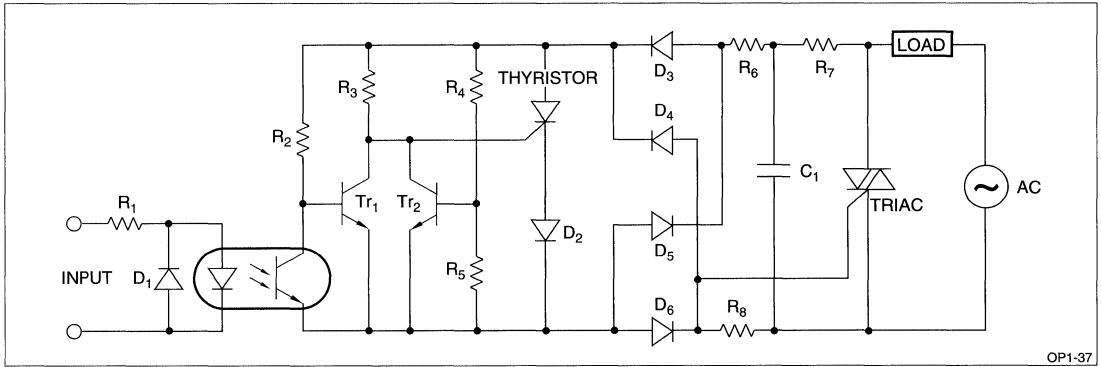 LOAD
D3
R6
R7
THYRISTOR
R3
R4
R2
D4
C1
Tr1
Tr2
AC
TRIAC
R1
D2
D5
INPUT
D1
R5
D6
R8
OP1-37